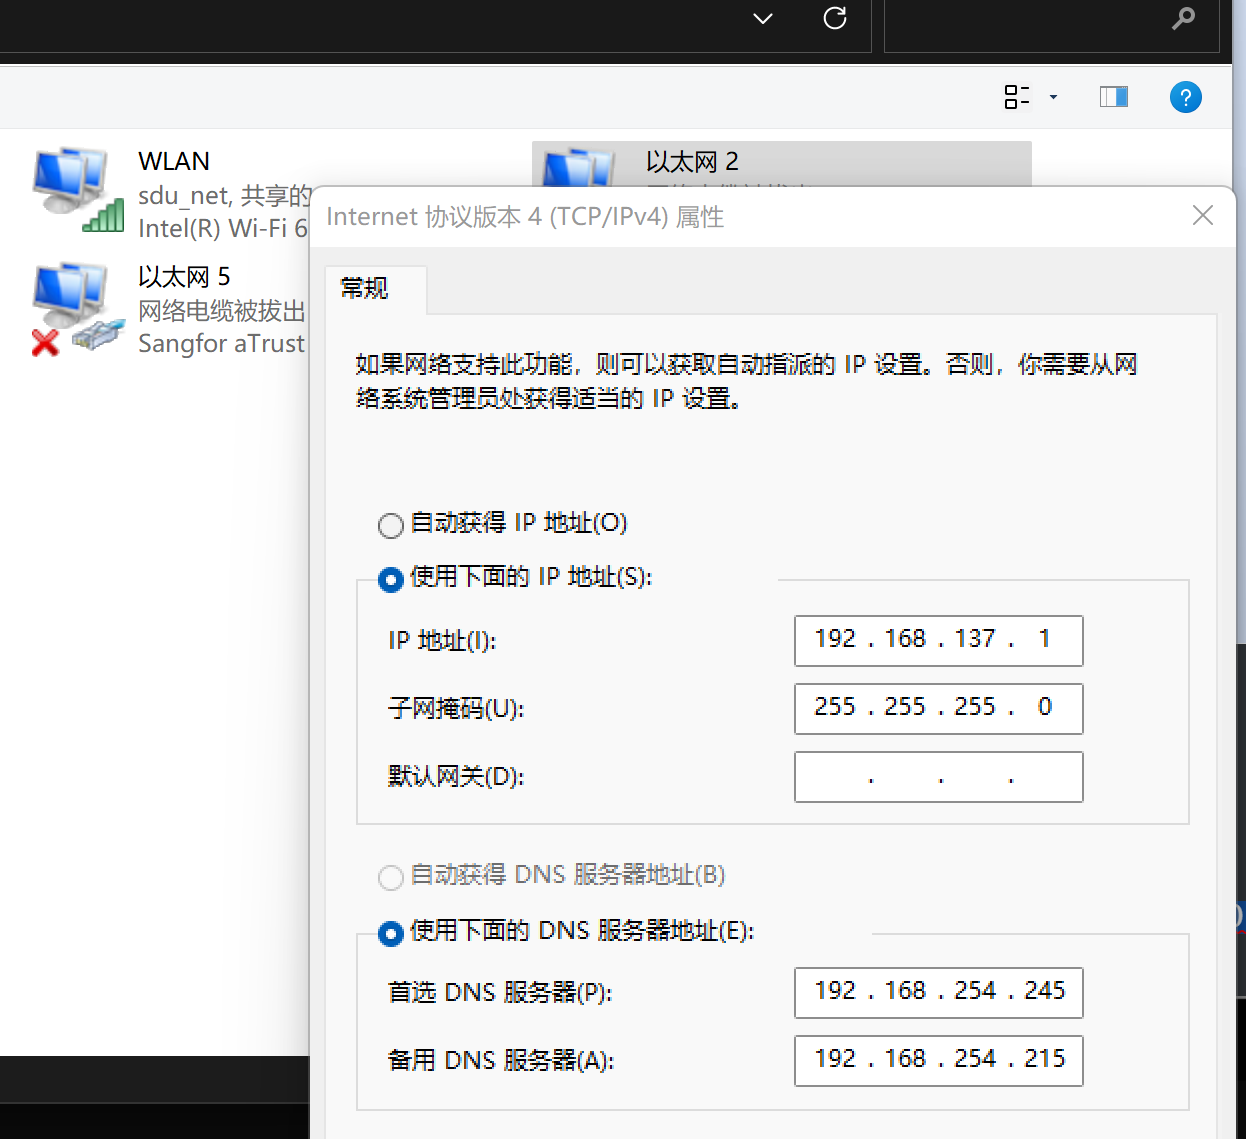 WLAN
sdu_net, 共享的
Intel(R) Wi-Fi 6
以太网 2
以太网 5
网络电缆被拔出
Sangfor aTrust
Internet 协议版本 4 (TCP/IPv4) 属性
常规
如果网络支持此功能，则可以获取自动指派的 IP 设置。否则，你需要从网
络系统管理员处获得适当的 IP 设置。
自动获得 IP 地址(O)
使用下面的 IP 地址(S):
IP 地址(I): 192 . 168 . 137 . 1
子网掩码(U): 255 . 255 . 255 . 0
默认网关(D): . . .
自动获得 DNS 服务器地址(B)
使用下面的 DNS 服务器地址(E):
首选 DNS 服务器(P): 192 . 168 . 254 . 245
备用 DNS 服务器(A): 192 . 168 . 254 . 215